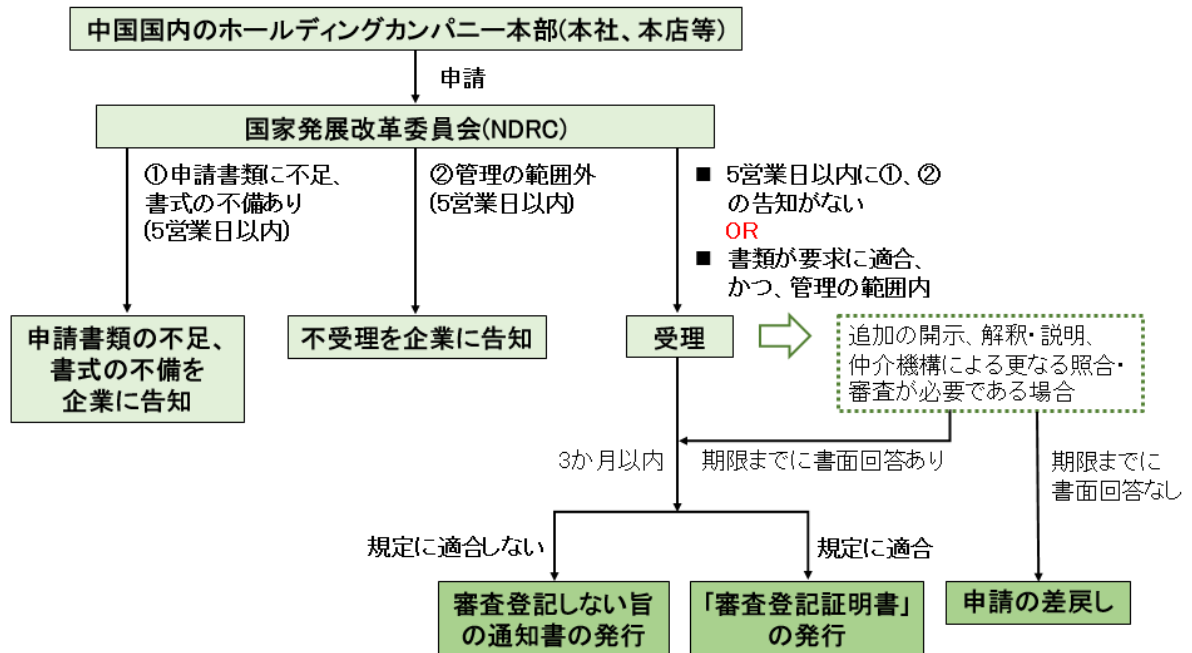 中国国内のホールディングカンパニー本部(本社、本店等)
申請
国家発展改革委員会(NDRC)
①申請書類に不足、
書式の不備あり
(5営業日以内)
②管理の範囲外
(5営業日以内)
■ 5営業日以内に①、②
の告知がない
OR
■ 書類が要求に適合、
かつ、管理の範囲内
申請書類の不足、
書式の不備を
企業に告知
不受理を企業に告知
受理
追加の開示、解釈・説明、
仲介機構による更なる照合・
審査が必要である場合
3か月以内
期限までに書面回答あり
期限までに
書面回答なし
規定に適合しない
規定に適合
審査登記しない旨
の通知書の発行
「審査登記証明書」
の発行
申請の差戻し